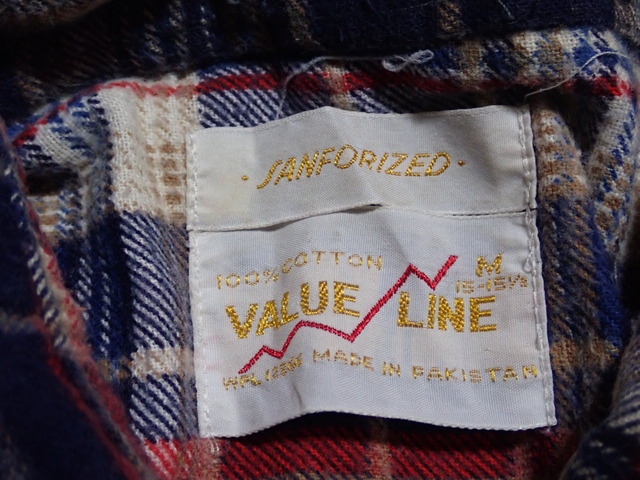 · SANFORIZED ·
100% COTTON M
15-15½
VALUE LINE
MADE IN PAKISTAN